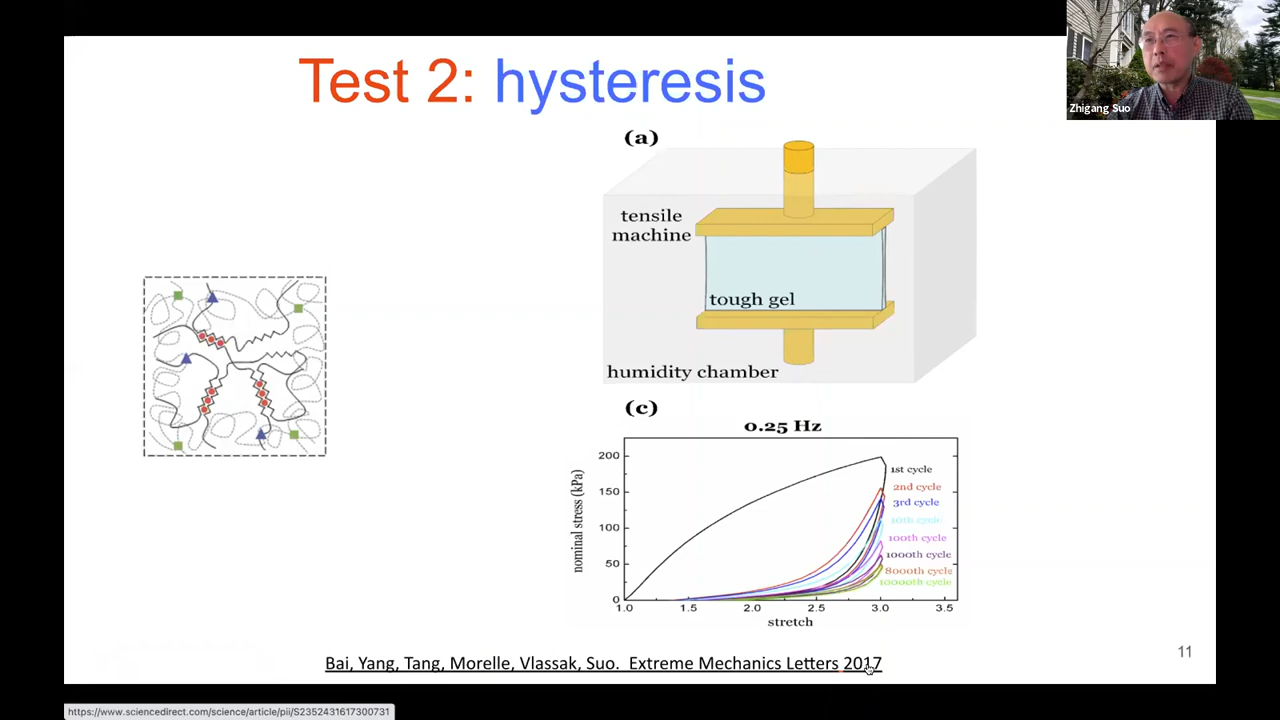 Test 2: hysteresis
Zhigang Suo
(a)
tensile
machine
tough gel
humidity chamber
(c)
0.25 Hz
200
150
100
50
0
nominal stress (kPa)
1st cycle
2nd cycle
3rd cycle
10th cycle
100th cycle
1000th cycle
8000th cycle
10000th cycle
1.0 1.5 2.0 2.5 3.0 3.5
stretch
Bai, Yang, Tang, Morelle, Vlassak, Suo. Extreme Mechanics Letters 2017
11
https://www.sciencedirect.com/science/article/pii/S2352431617300731